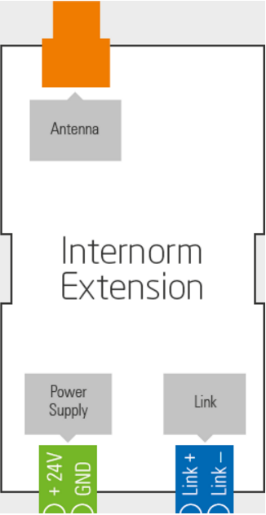 Antenna
Internorm
Extension
Power
Supply
Link
+ 24V
GND
Link +
Link –